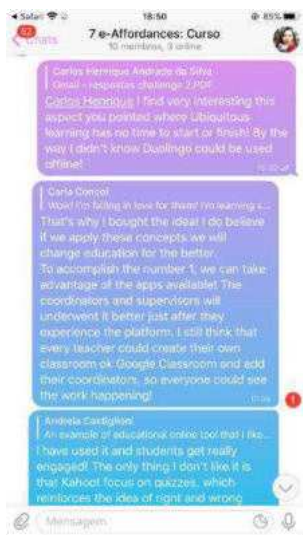 Safari 18:50 85%
82
Chats 7 e-Affordances: Curso
10 membros, 3 online
Carlos Henrique Andrade da Silva
Gmail - respostas challenge 2.PDF
Carlos Henrique I find very interesting this
aspect you pointed where Ubiquitous
learning has no time to start or finish! By the
way I didn't know Duolingo could be used
offline!
Carla
Wow! I'm falling in love for them! I'm learning s...
That's why I bought the idea! I do believe
if we apply these concepts we will
change education for the better.
To accomplish the number 1, we can take
advantage of the apps available! The
coordinators and supervisors will
underwent it better just after they
experience the platform. I still think that
every teacher could create their own
classroom ok Google Classroom and add
their coordinators, so everyone could see
the work happening!
1
Andreia
An example of educational online tool that I like...
I have used it and students get really
engaged! The only thing I don't like it is
that Kahoot focus on quizzes, which
reinforces the idea of right and wrong
Mensagem